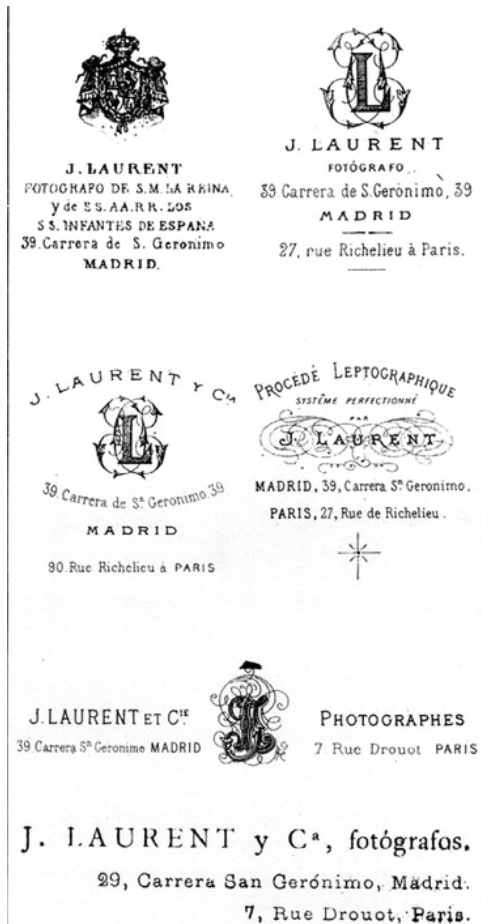 J. LAURENT
FOTOGRAFO DE S.M. LA REINA,
y de SS.AA.RR. LOS
SS. INFANTES DE ESPAÑA
39.Carrera de S. Geronimo
MADRID.
L
J. LAURENT
FOTÓGRAFO.
39 Carrera de S.Gerónimo, 39
MADRID
27, rue Richelieu à Paris.
J. LAURENT Y Cia
L
39. Carrera de Sn Geronimo.39
MADRID
90.Rue Richelieu à PARIS
PROCÉDÉ LEPTOGRAPHIQUE
SYSTÊME PERFECTIONNÉ
PAR
J. LAURENT
MADRID, 39, Carrera Sn Geronimo.
PARIS, 27, Rue de Richelieu.
J. LAURENT ET CIE
39.Carrera Sn Geronimo MADRID
JL
PHOTOGRAPHES
7. Rue Drouot PARIS
J. LAURENT y Cª, fotógrafos.
29, Carrera San Gerónimo, Madrid.
7, Rue Drouot, Paris.